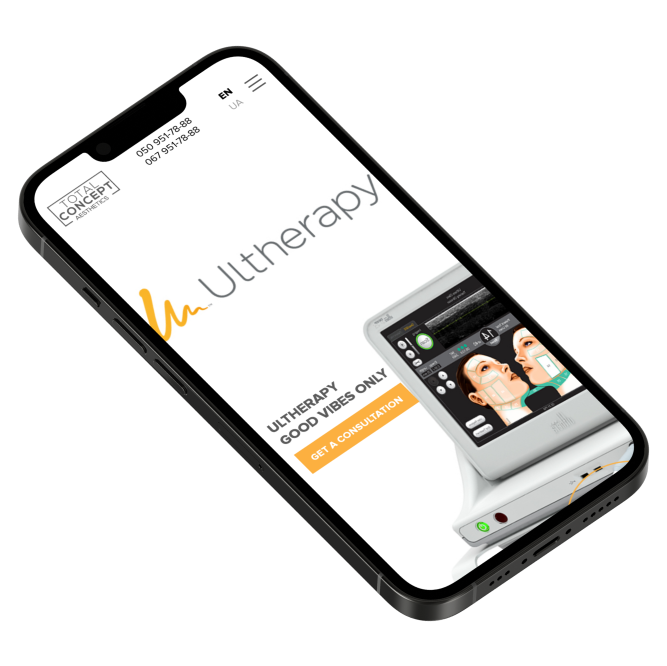 EN
UA
050 951-78-88
067 951-78-88
TOTAL
CONCEPT
AESTHETICS
Ultherapy
ULTHERAPY
GOOD VIBES ONLY
GET A CONSULTATION
14